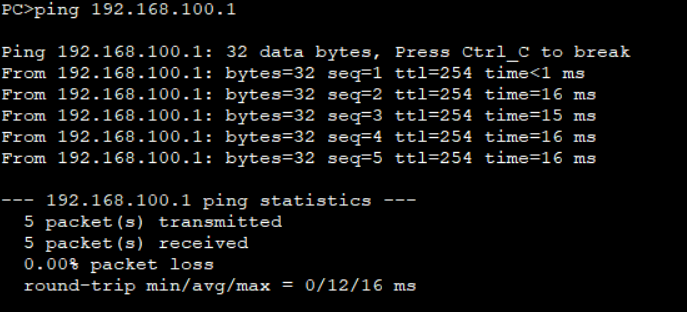 PC>ping 192.168.100.1
Ping 192.168.100.1: 32 data bytes, Press Ctrl_C to break
From 192.168.100.1: bytes=32 seq=1 ttl=254 time<1 ms
From 192.168.100.1: bytes=32 seq=2 ttl=254 time=16 ms
From 192.168.100.1: bytes=32 seq=3 ttl=254 time=15 ms
From 192.168.100.1: bytes=32 seq=4 ttl=254 time=16 ms
From 192.168.100.1: bytes=32 seq=5 ttl=254 time=16 ms
--- 192.168.100.1 ping statistics ---
5 packet(s) transmitted
5 packet(s) received
0.00% packet loss
round-trip min/avg/max = 0/12/16 ms